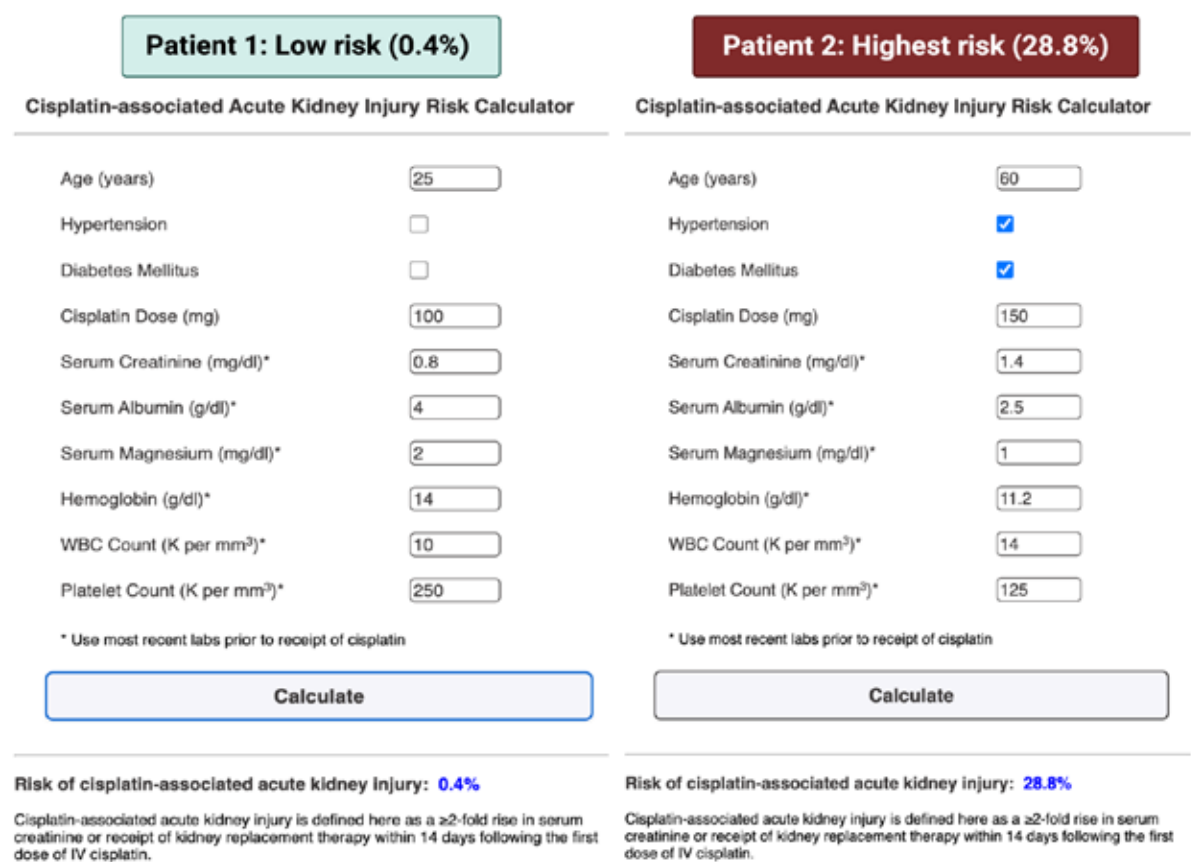 Patient 1: Low risk (0.4%)
Cisplatin-associated Acute Kidney Injury Risk Calculator
Age (years) 25
Hypertension
Diabetes Mellitus
Cisplatin Dose (mg) 100
Serum Creatinine (mg/dl)* 0.8
Serum Albumin (g/dl)* 4
Serum Magnesium (mg/dl)* 2
Hemoglobin (g/dl)* 14
WBC Count (K per mm³)* 10
Platelet Count (K per mm³)* 250
* Use most recent labs prior to receipt of cisplatin
Calculate
Risk of cisplatin-associated acute kidney injury: 0.4%
Cisplatin-associated acute kidney injury is defined here as a ≥2-fold rise in serum
creatinine or receipt of kidney replacement therapy within 14 days following the first
dose of IV cisplatin.
Patient 2: Highest risk (28.8%)
Cisplatin-associated Acute Kidney Injury Risk Calculator
Age (years) 60
Hypertension
Diabetes Mellitus
Cisplatin Dose (mg) 150
Serum Creatinine (mg/dl)* 1.4
Serum Albumin (g/dl)* 2.5
Serum Magnesium (mg/dl)* 1
Hemoglobin (g/dl)* 11.2
WBC Count (K per mm³)* 14
Platelet Count (K per mm³)* 125
* Use most recent labs prior to receipt of cisplatin
Calculate
Risk of cisplatin-associated acute kidney injury: 28.8%
Cisplatin-associated acute kidney injury is defined here as a ≥2-fold rise in serum
creatinine or receipt of kidney replacement therapy within 14 days following the first
dose of IV cisplatin.